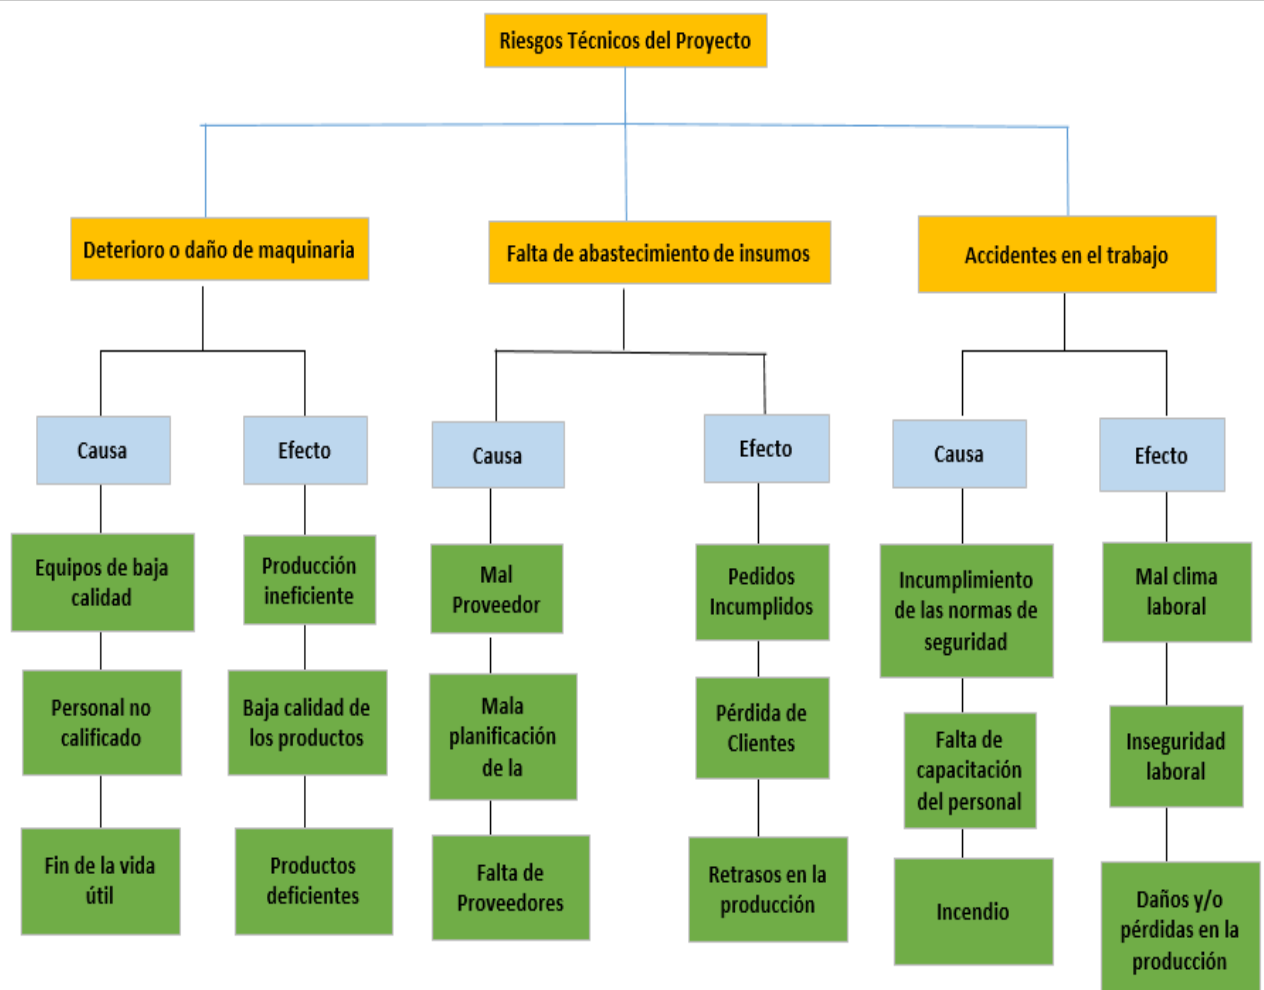 Riesgos Técnicos del Proyecto
Deterioro o daño de maquinaria
Falta de abastecimiento de insumos
Accidentes en el trabajo
Causa
Efecto
Causa
Efecto
Causa
Efecto
Equipos de baja
calidad
Personal no
calificado
Fin de la vida
útil
Producción
ineficiente
Baja calidad de
los productos
Productos
deficientes
Mal
Proveedor
Mala
planificación
de la
Falta de
Proveedores
Pedidos
Incumplidos
Pérdida de
Clientes
Retrasos en la
producción
Incumplimiento
de las normas de
seguridad
Falta de
capacitación
del personal
Incendio
Mal clima
laboral
Inseguridad
laboral
Daños y/o
pérdidas en la
producción